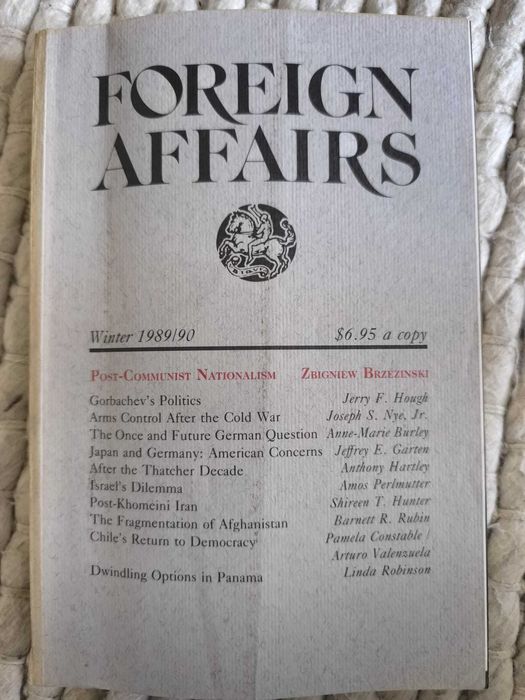 FOREIGN
AFFAIRS
UBIQUE
Winter 1989/90 $6.95 a copy
POST-COMMUNIST NATIONALISM ZBIGNIEW BRZEZINSKI
Gorbachev's Politics Jerry F. Hough
Arms Control After the Cold War Joseph S. Nye, Jr.
The Once and Future German Question Anne-Marie Burley
Japan and Germany: American Concerns Jeffrey E. Garten
After the Thatcher Decade Anthony Hartley
Israel's Dilemma Amos Perlmutter
Post-Khomeini Iran Shireen T. Hunter
The Fragmentation of Afghanistan Barnett R. Rubin
Chile's Return to Democracy Pamela Constable /
Arturo Valenzuela
Dwindling Options in Panama Linda Robinson